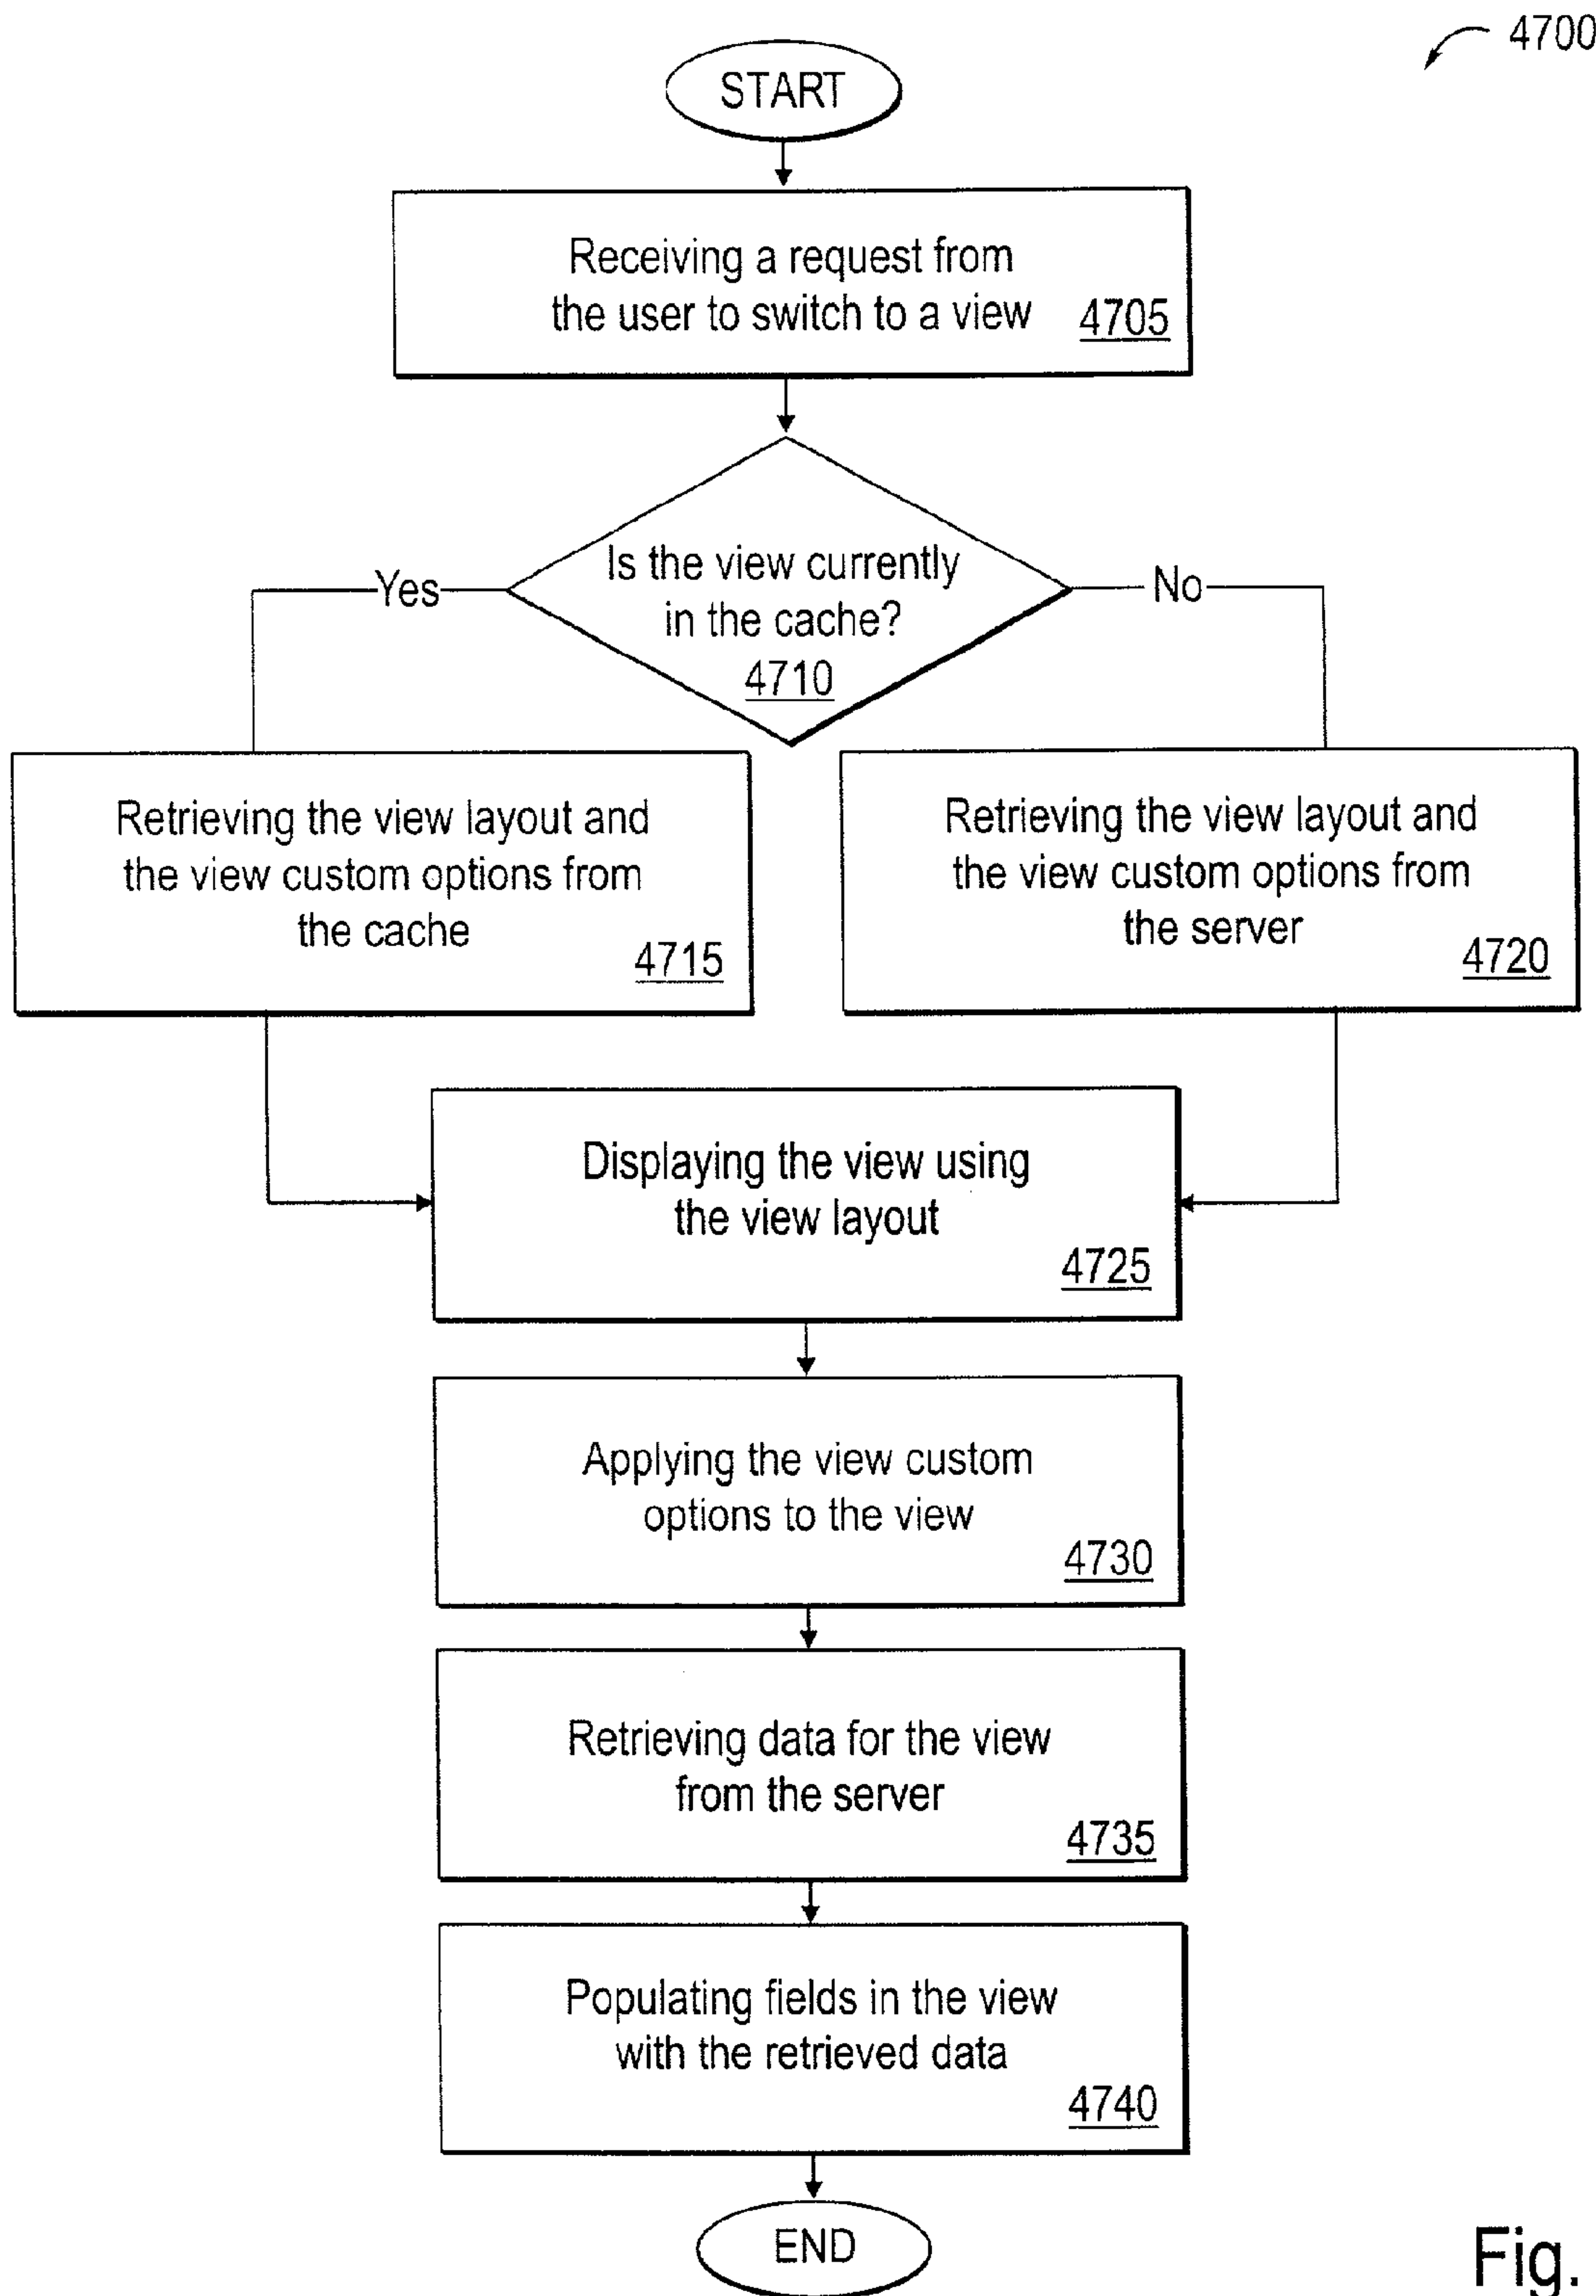 4700
START
Receiving a request from
the user to switch to a view
4705
Is the view currently
in the cache?
4710
Yes
No
Retrieving the view layout and
the view custom options from
the cache
4715
Retrieving the view layout and
the view custom options from
the server
4720
Displaying the view using
the view layout
4725
Applying the view custom
options to the view
4730
Retrieving data for the view
from the server
4735
Populating fields in the view
with the retrieved data
4740
END
Fig.